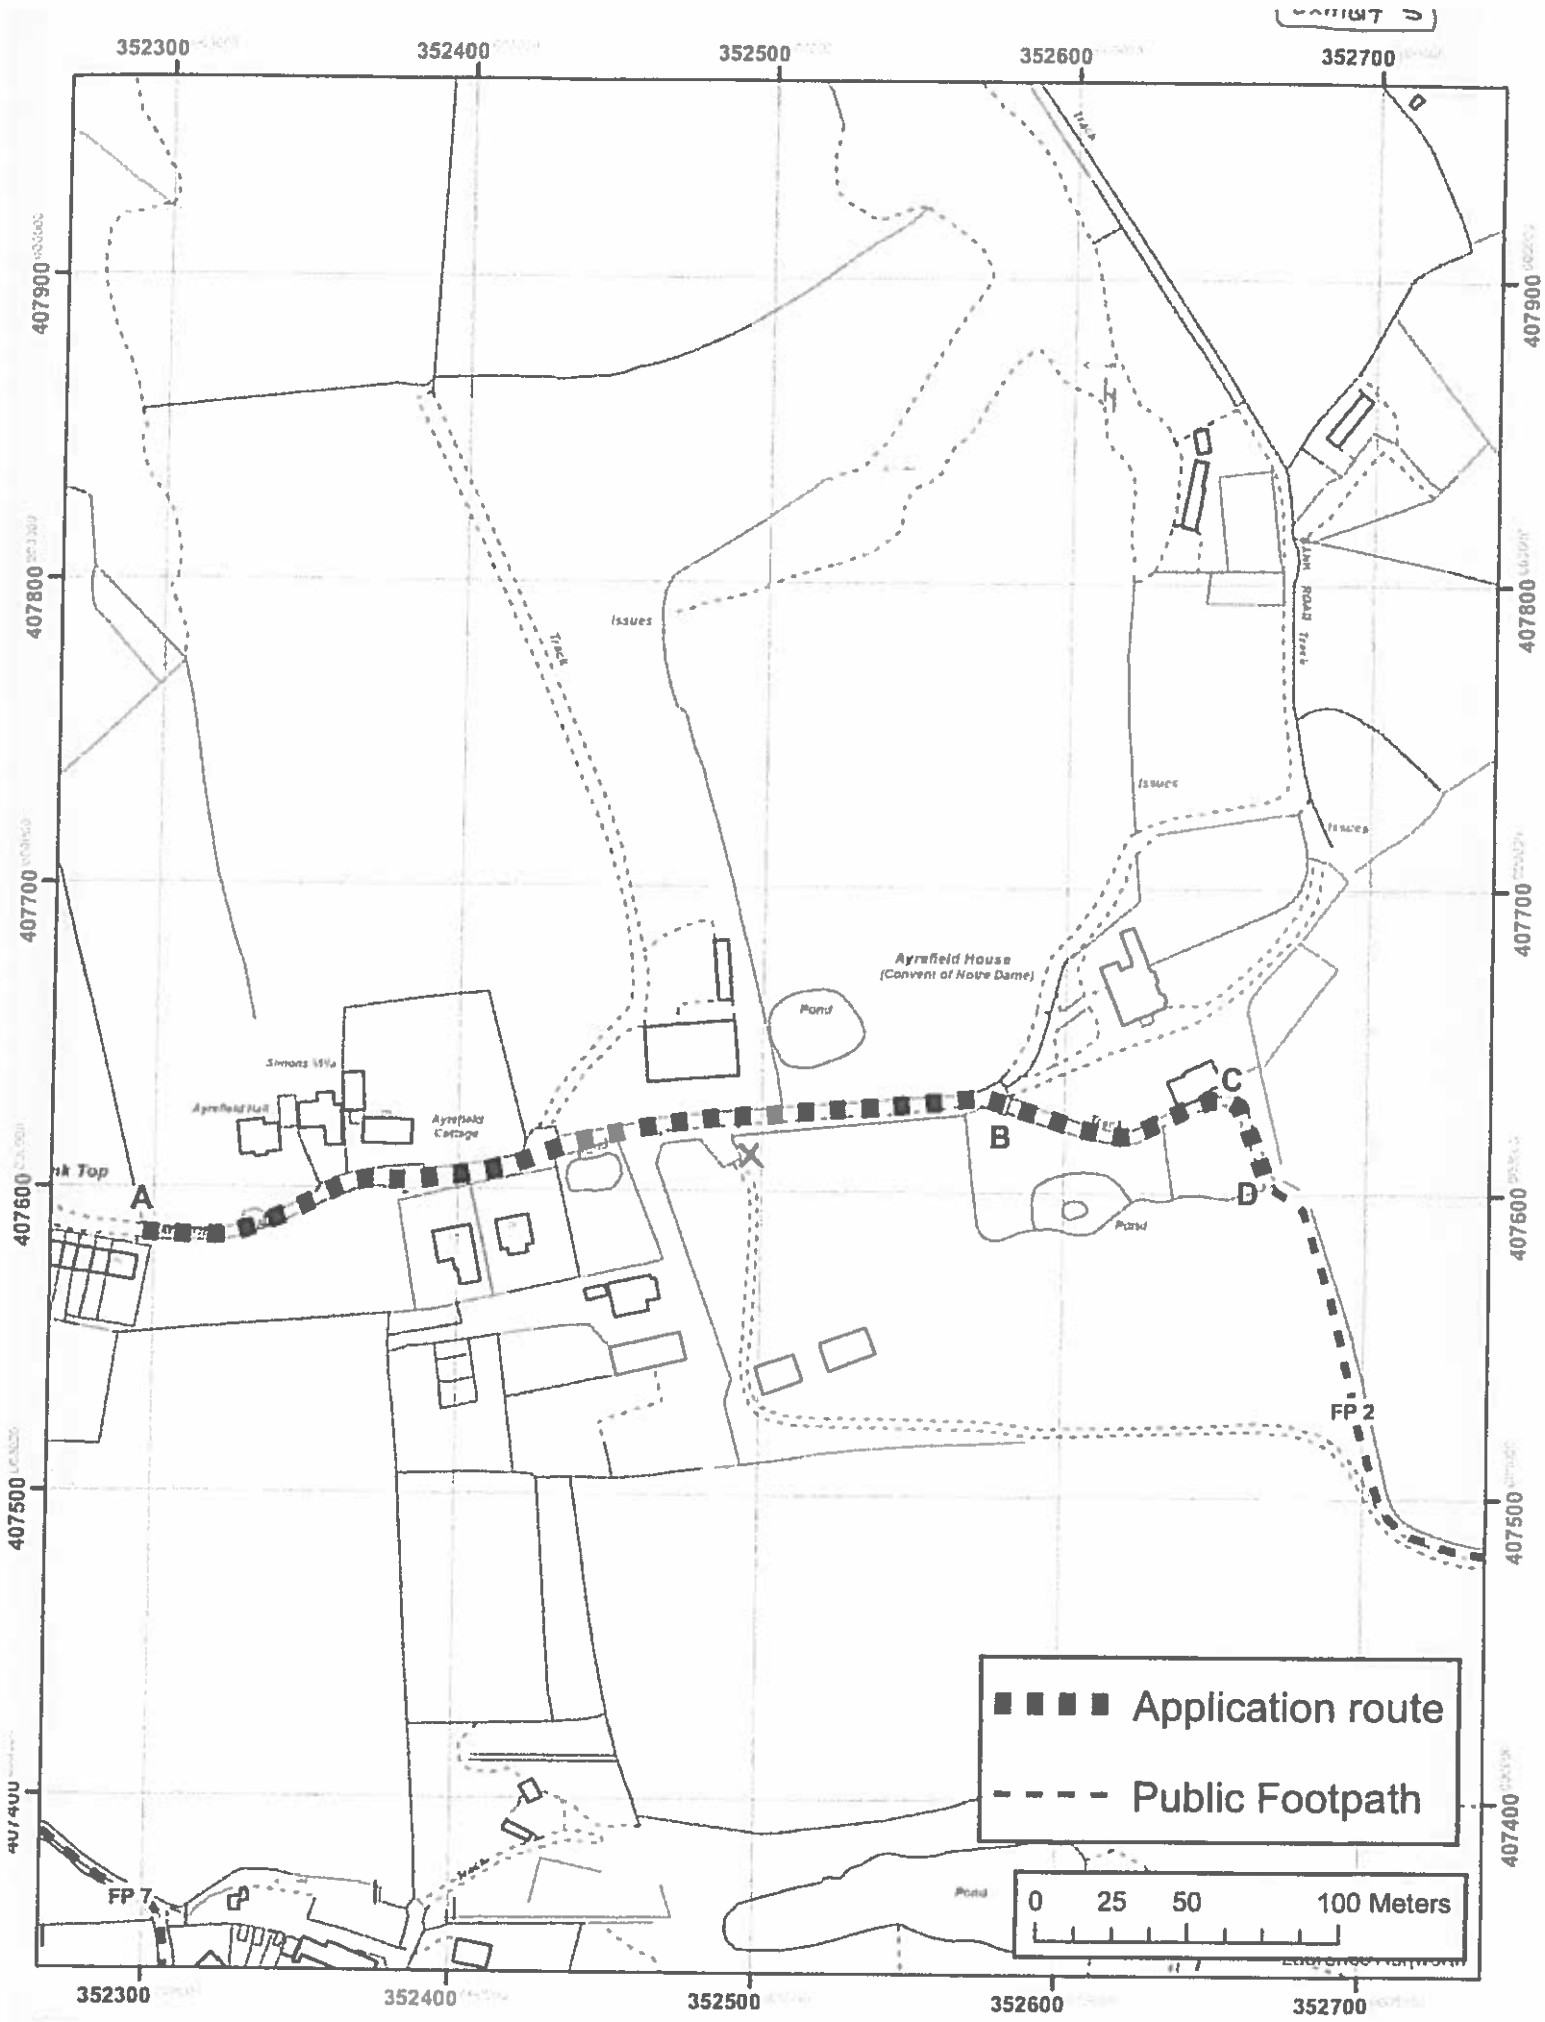 352300 352400 352500 352600 352700
Track
407900
407900
407800
407800
Issues
Track
ROAD Track
Issues
Issues
407700
407700
Ayrefield House
(Convent of Notre Dame)
Pond
Simons Villa
Ayrefield Hall
Ayrefield
Cottage
C
B
Top
A
D
407600
407600
Pond
FP 2
407500
407500
Application route
Public Footpath
407400
407400
FP 7
Pond
0 25 50 100 Meters
352300 352400 352500 352600 352700